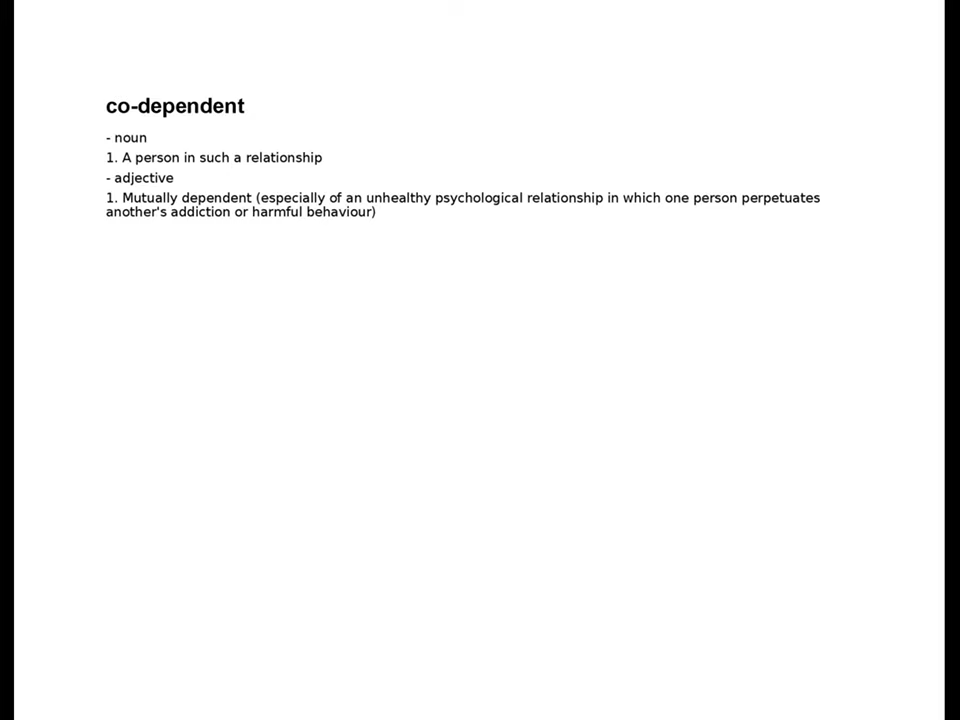 co-dependent
- noun
1. A person in such a relationship
- adjective
1. Mutually dependent (especially of an unhealthy psychological relationship in which one person perpetuates
another's addiction or harmful behaviour)